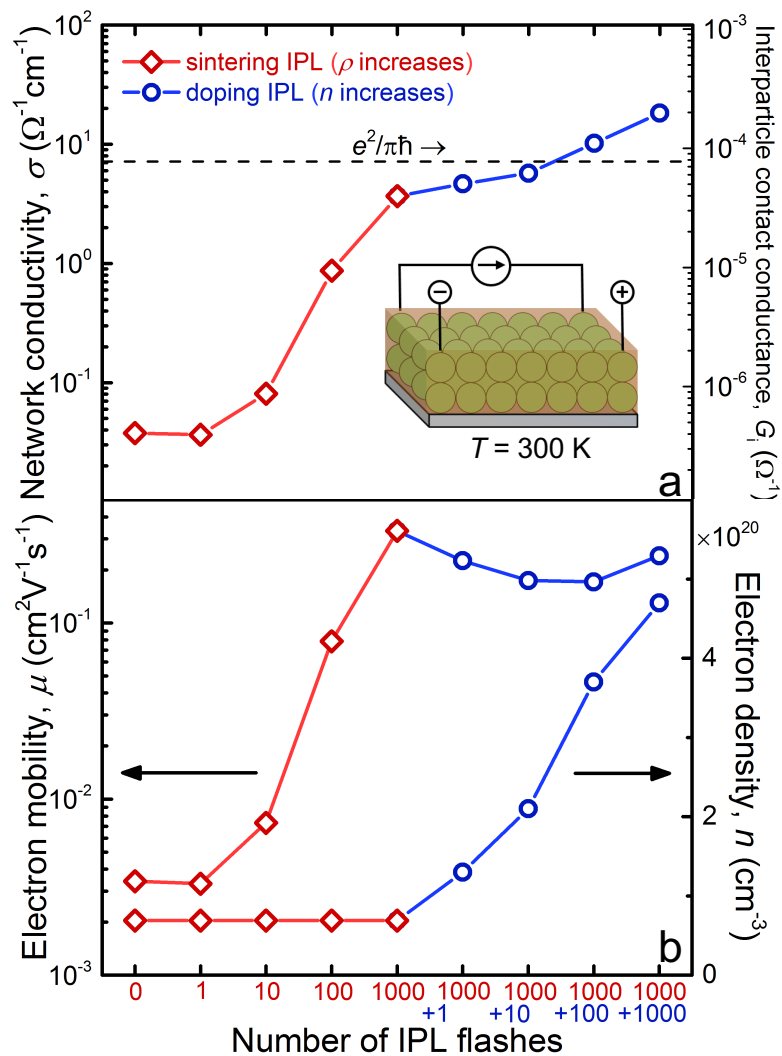 10²
10¹
10⁰
10⁻¹
Network conductivity, σ (Ω⁻¹cm⁻¹)
sintering IPL (ρ increases)
doping IPL (n increases)
e²/πħ →
−
+
T = 300 K
a
10⁻³
10⁻⁴
10⁻⁵
10⁻⁶
Interparticle contact conductance, Gᵢ (Ω⁻¹)
10⁻¹
10⁻²
10⁻³
Electron mobility, μ (cm²V⁻¹s⁻¹)
b
×10²⁰
4
2
0
Electron density, n (cm⁻³)
0 1 10 100 1000 1000 1000 1000 1000
+1 +10 +100 +1000
Number of IPL flashes